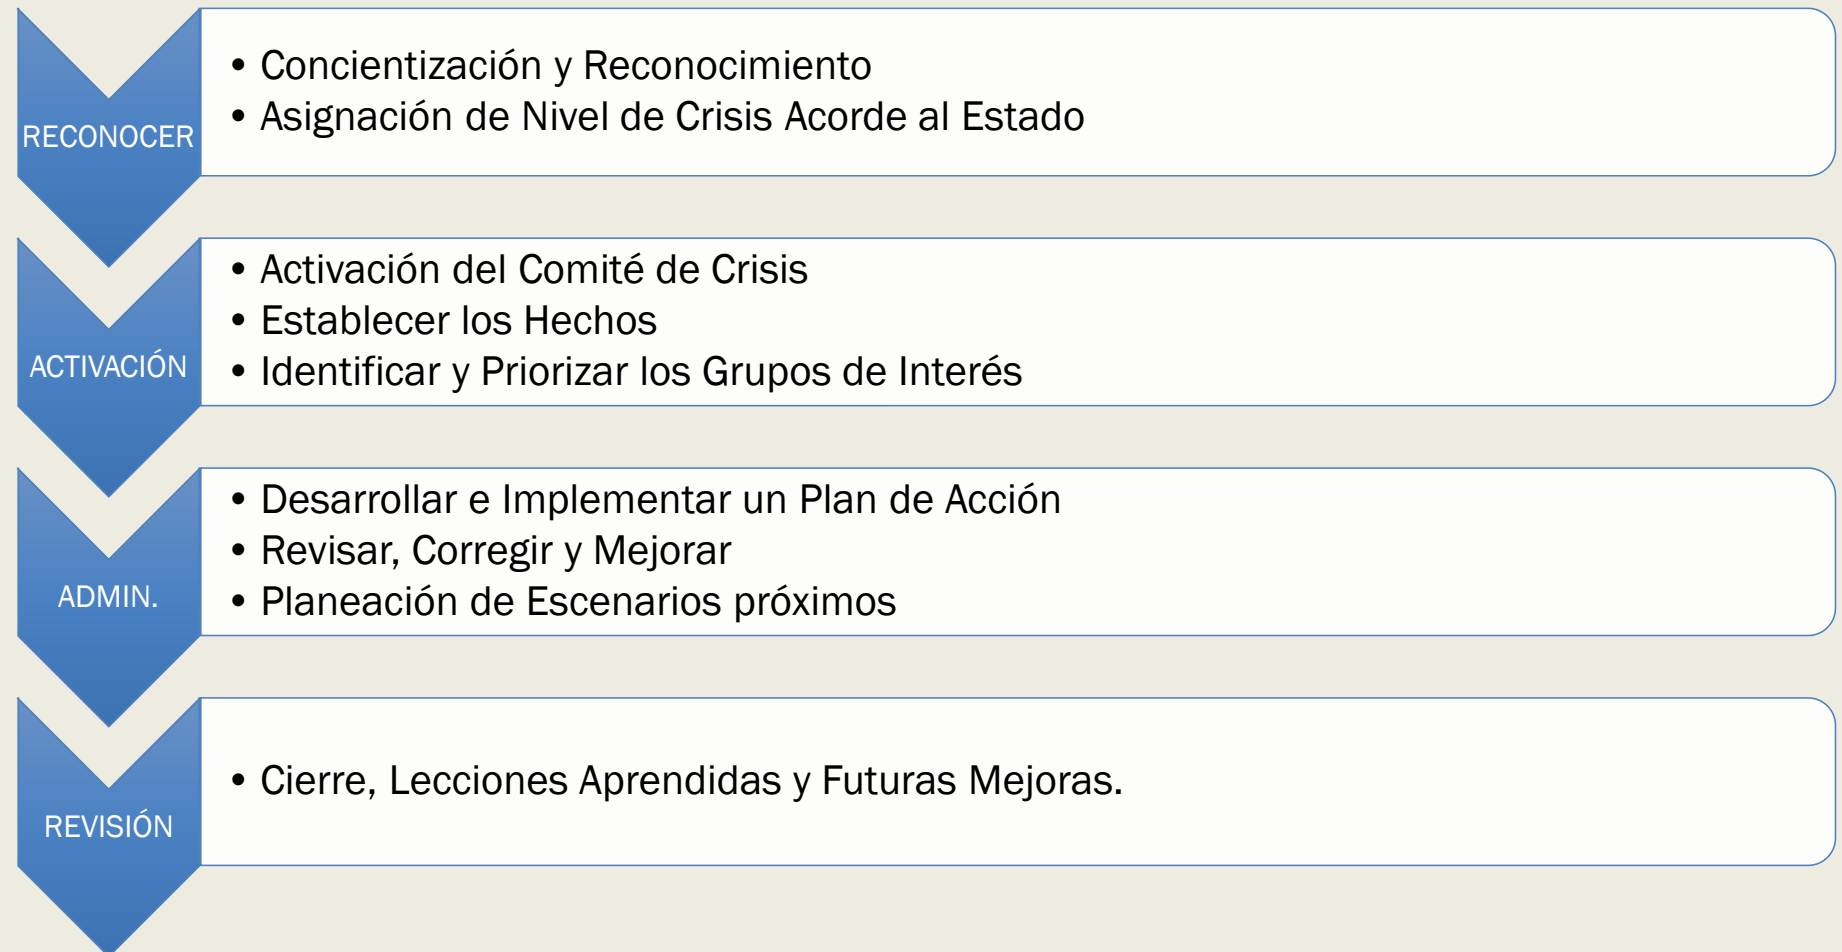 RECONOCER
• Concientización y Reconocimiento
• Asignación de Nivel de Crisis Acorde al Estado
ACTIVACIÓN
• Activación del Comité de Crisis
• Establecer los Hechos
• Identificar y Priorizar los Grupos de Interés
ADMIN.
• Desarrollar e Implementar un Plan de Acción
• Revisar, Corregir y Mejorar
• Planeación de Escenarios próximos
REVISIÓN
• Cierre, Lecciones Aprendidas y Futuras Mejoras.